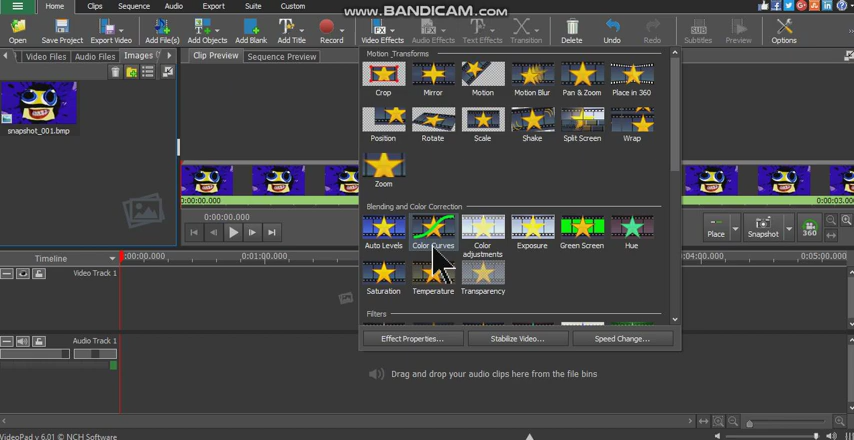 www.BANDICAM.com
Home Clips Sequence Audio Export Suite Custom
Open Save Project Export Video Add File(s) Add Objects Add Blank Add Title Record Video Effects Audio Effects Text Effects Transition Delete Undo Redo Subtitles Preview Options
Video Files Audio Files Images Clip Preview Sequence Preview
snapshot_001.bmp
Motion Transforms
Crop Mirror Motion Motion Blur Pan & Zoom Place in 360
Position Rotate Scale Shake Split Screen Wrap
Zoom
Blending and Color Correction
Auto Levels Color Curves Color adjustments Exposure Green Screen Hue
Saturation Temperature Transparency
Filters
Effect Properties... Stabilize Video... Speed Change...
0:00:00.000 0:00:03.000
0:00:00.000
Place Snapshot 360
Timeline 0:00:00.000 0:01:00.000 0:04:00.000 0:05:00.000
Video Track 1
Audio Track 1
Drag and drop your audio clips here from the file bins
VideoPad v 6.01 © NCH Software